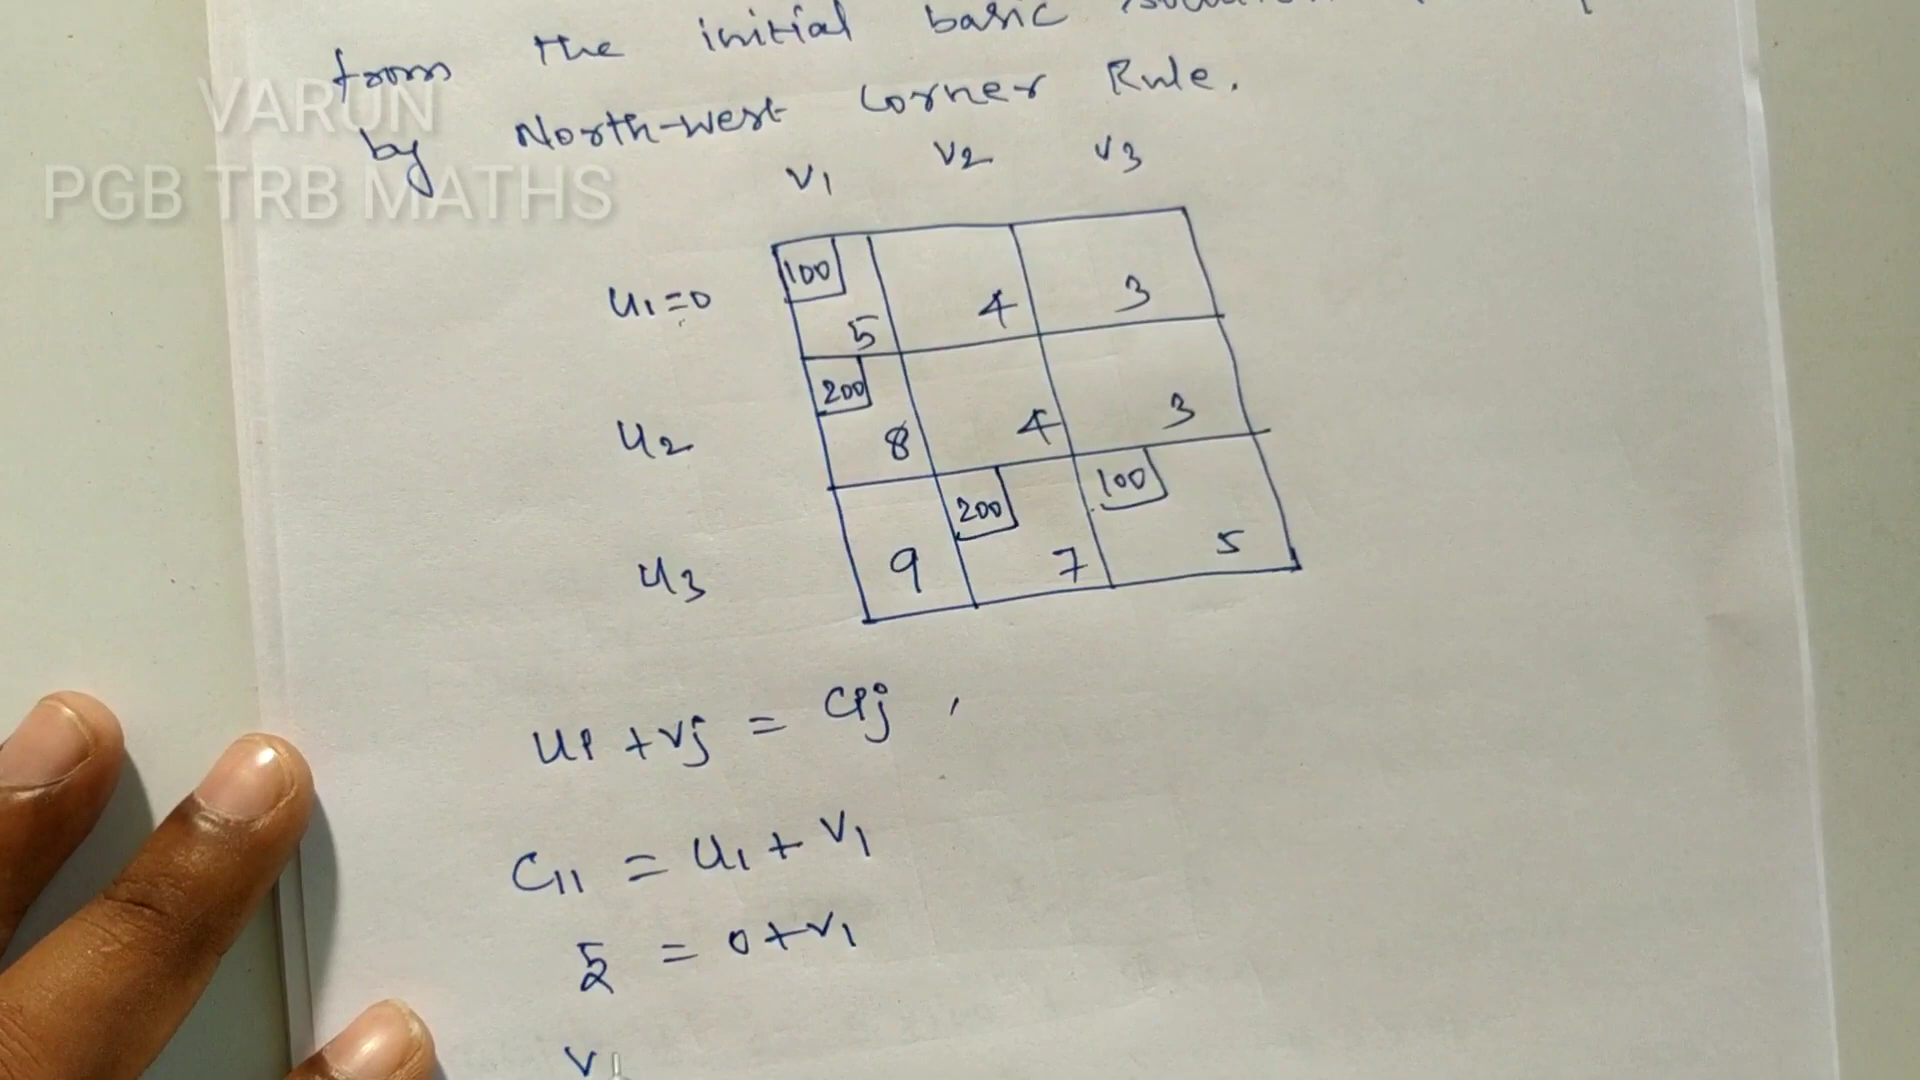 from the initial basic
by North-west Corner Rule.
VARUN
PGB TRB MATHS
V1 V2 V3
U1=0 100 5 4 3
U2 200 8 4 3
U3 9 200 7 100 5
Ui + Vj = Cij ,
C11 = U1 + V1
5 = 0+V1
V